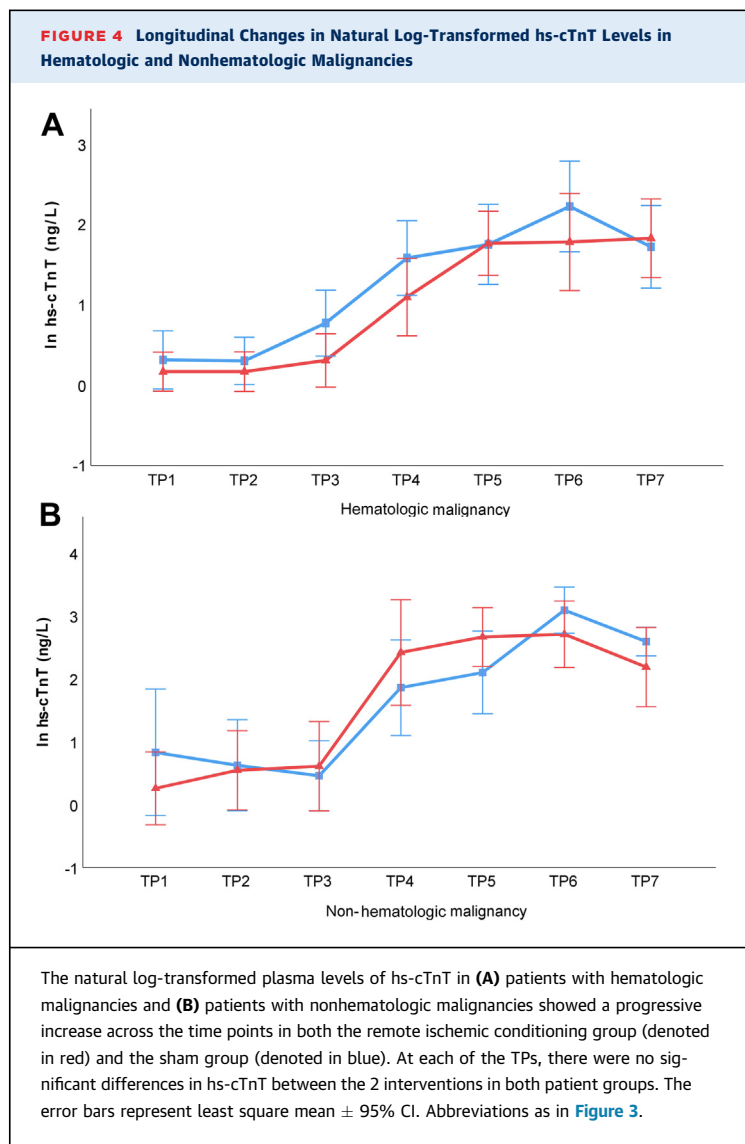 FIGURE 4 Longitudinal Changes in Natural Log-Transformed hs-cTnT Levels in
Hematologic and Nonhematologic Malignancies
A
ln hs-cTnT (ng/L)
3
2
1
0
-1
TP1 TP2 TP3 TP4 TP5 TP6 TP7
Hematologic malignancy
B
ln hs-cTnT (ng/L)
4
3
2
1
0
-1
TP1 TP2 TP3 TP4 TP5 TP6 TP7
Non-hematologic malignancy
The natural log-transformed plasma levels of hs-cTnT in (A) patients with hematologic
malignancies and (B) patients with nonhematologic malignancies showed a progressive
increase across the time points in both the remote ischemic conditioning group (denoted
in red) and the sham group (denoted in blue). At each of the TPs, there were no sig-
nificant differences in hs-cTnT between the 2 interventions in both patient groups. The
error bars represent least square mean ± 95% CI. Abbreviations as in Figure 3.